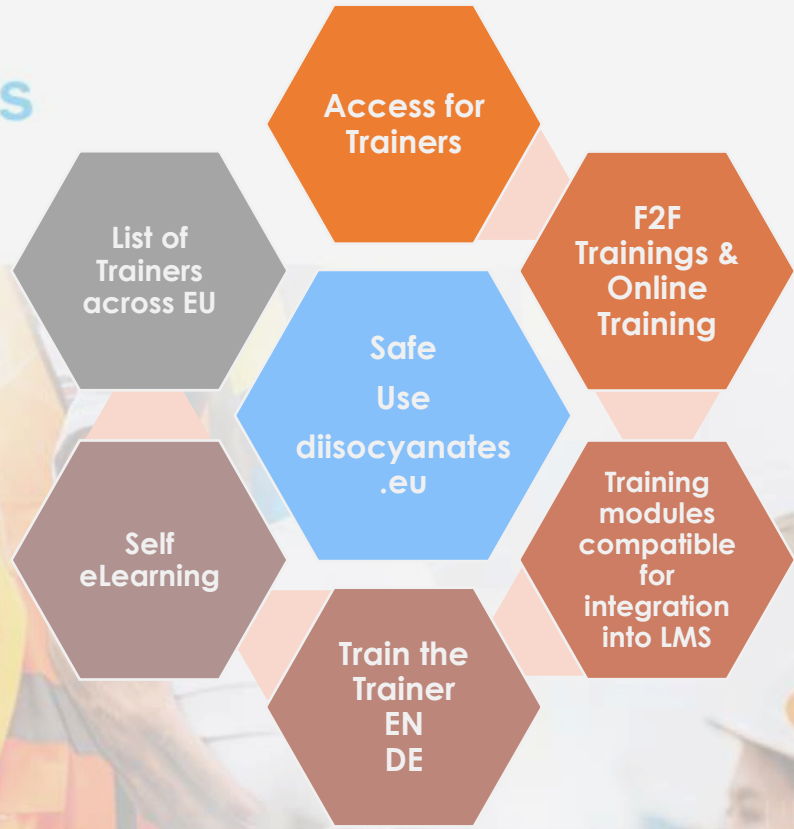 s
Access for
Trainers
F2F
Trainings &
Online
Training
Training
modules
compatible
for
integration
into LMS
Train the
Trainer
EN
DE
Self
eLearning
List of
Trainers
across EU
Safe
Use
diisocyanates
.eu